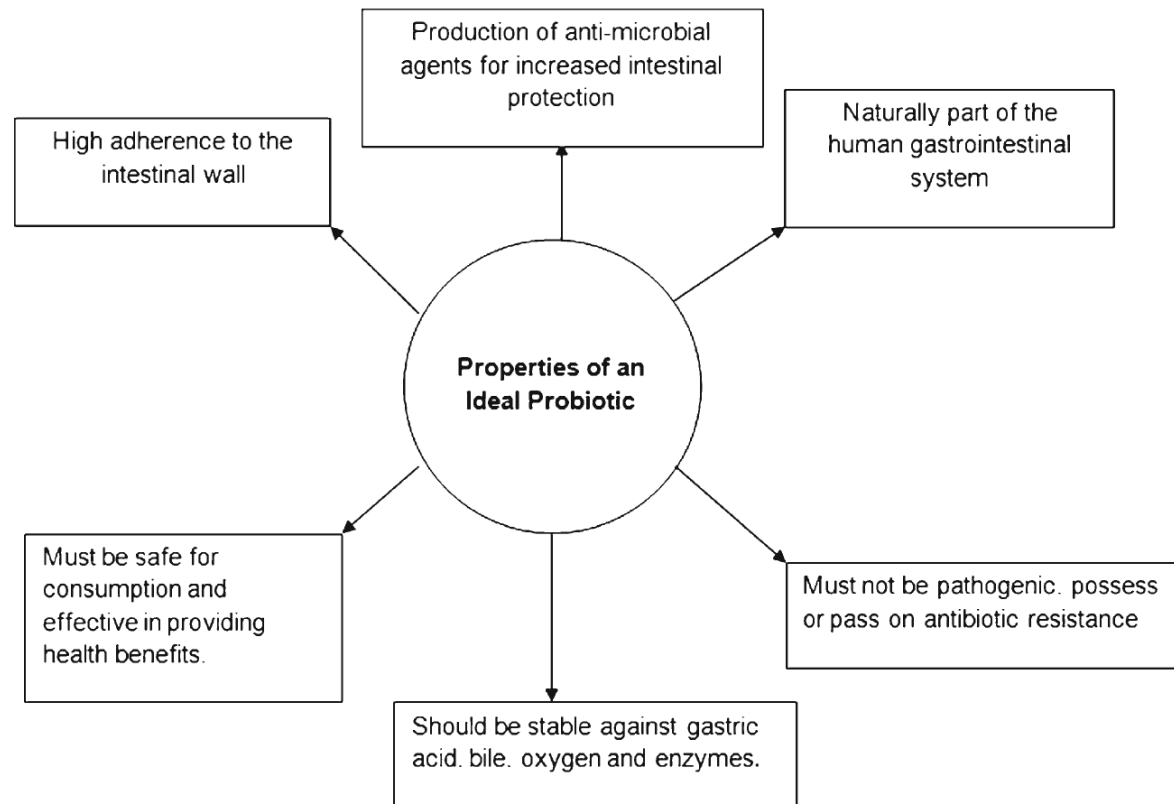 Production of anti-microbial
agents for increased intestinal
protection
High adherence to the
intestinal wall
Naturally part of the
human gastrointestinal
system
Properties of an
Ideal Probiotic
Must be safe for
consumption and
effective in providing
health benefits.
Must not be pathogenic. possess
or pass on antibiotic resistance
Should be stable against gastric
acid. bile. oxygen and enzymes.